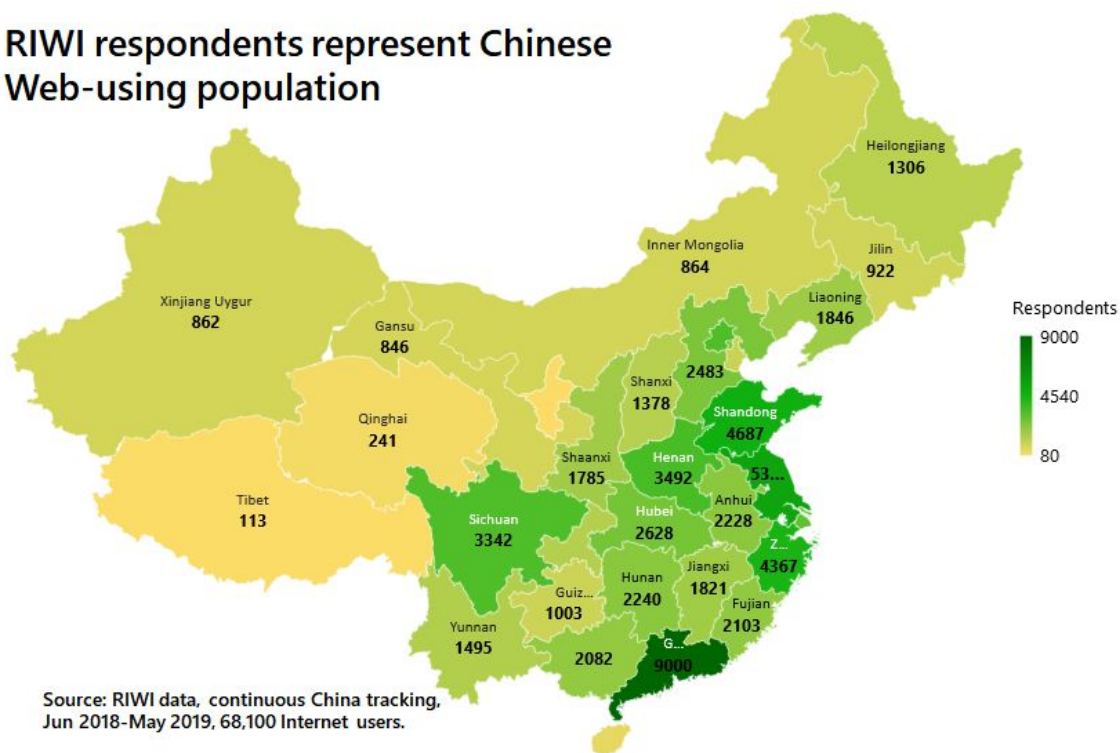 RIWI respondents represent Chinese
Web-using population
Heilongjiang
1306
Inner Mongolia
864
Jilin
922
Xinjiang Uygur
862
Liaoning
1846
Gansu
846
Respondents
9000
4540
80
2483
Shanxi
1378
Shandong
4687
Qinghai
241
Shaanxi
1785
Henan
3492
53...
Tibet
113
Anhui
2228
Sichuan
3342
Hubei
2628
Z...
4367
Hunan
2240
Jiangxi
1821
Guiz...
1003
Fujian
2103
Yunnan
1495
2082
G...
9000
Source: RIWI data, continuous China tracking,
Jun 2018-May 2019, 68,100 Internet users.